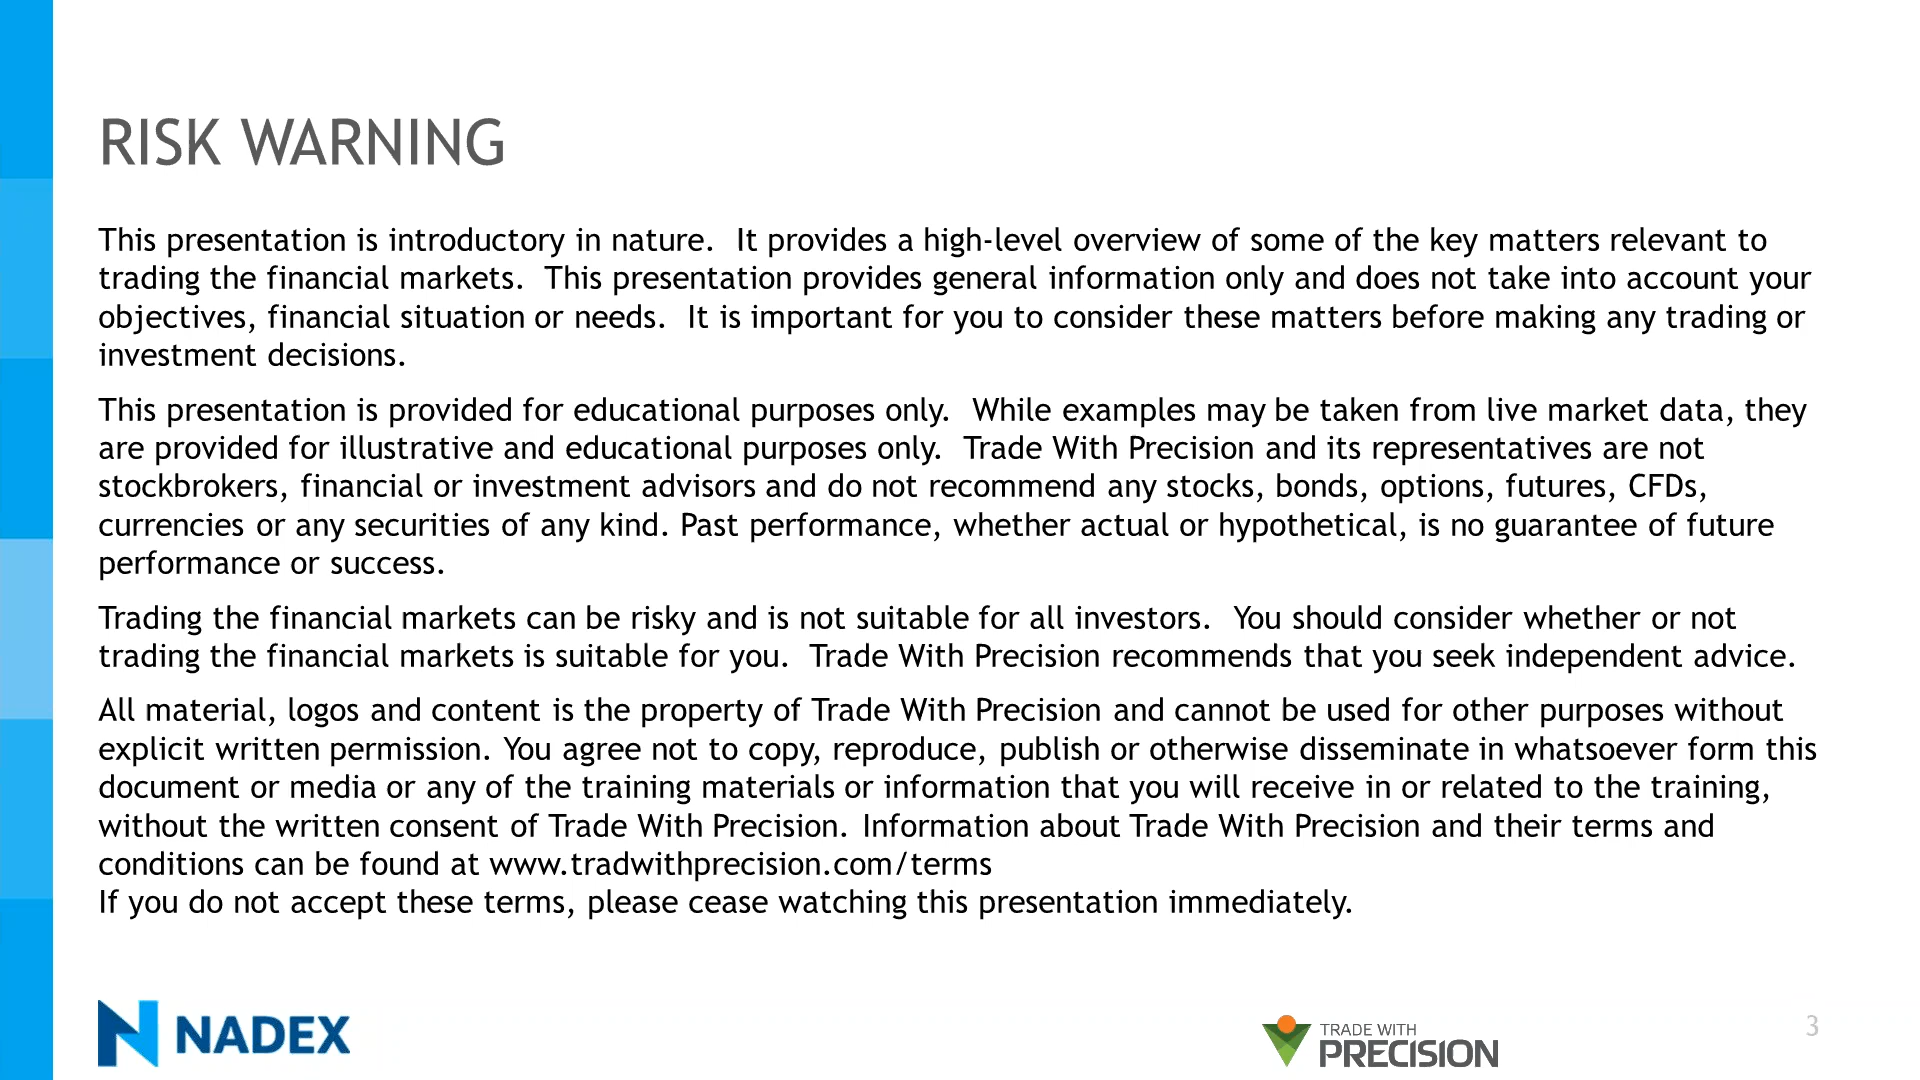 RISK WARNING
This presentation is introductory in nature.  It provides a high-level overview of some of the key matters relevant to
trading the financial markets.  This presentation provides general information only and does not take into account your
objectives, financial situation or needs.  It is important for you to consider these matters before making any trading or
investment decisions.
This presentation is provided for educational purposes only.  While examples may be taken from live market data, they
are provided for illustrative and educational purposes only.  Trade With Precision and its representatives are not
stockbrokers, financial or investment advisors and do not recommend any stocks, bonds, options, futures, CFDs,
currencies or any securities of any kind. Past performance, whether actual or hypothetical, is no guarantee of future
performance or success.
Trading the financial markets can be risky and is not suitable for all investors.  You should consider whether or not
trading the financial markets is suitable for you.  Trade With Precision recommends that you seek independent advice.
All material, logos and content is the property of Trade With Precision and cannot be used for other purposes without
explicit written permission. You agree not to copy, reproduce, publish or otherwise disseminate in whatsoever form this
document or media or any of the training materials or information that you will receive in or related to the training,
without the written consent of Trade With Precision. Information about Trade With Precision and their terms and
conditions can be found at www.tradwithprecision.com/terms
If you do not accept these terms, please cease watching this presentation immediately.
NADEX
TRADE WITH
PRECISION
3